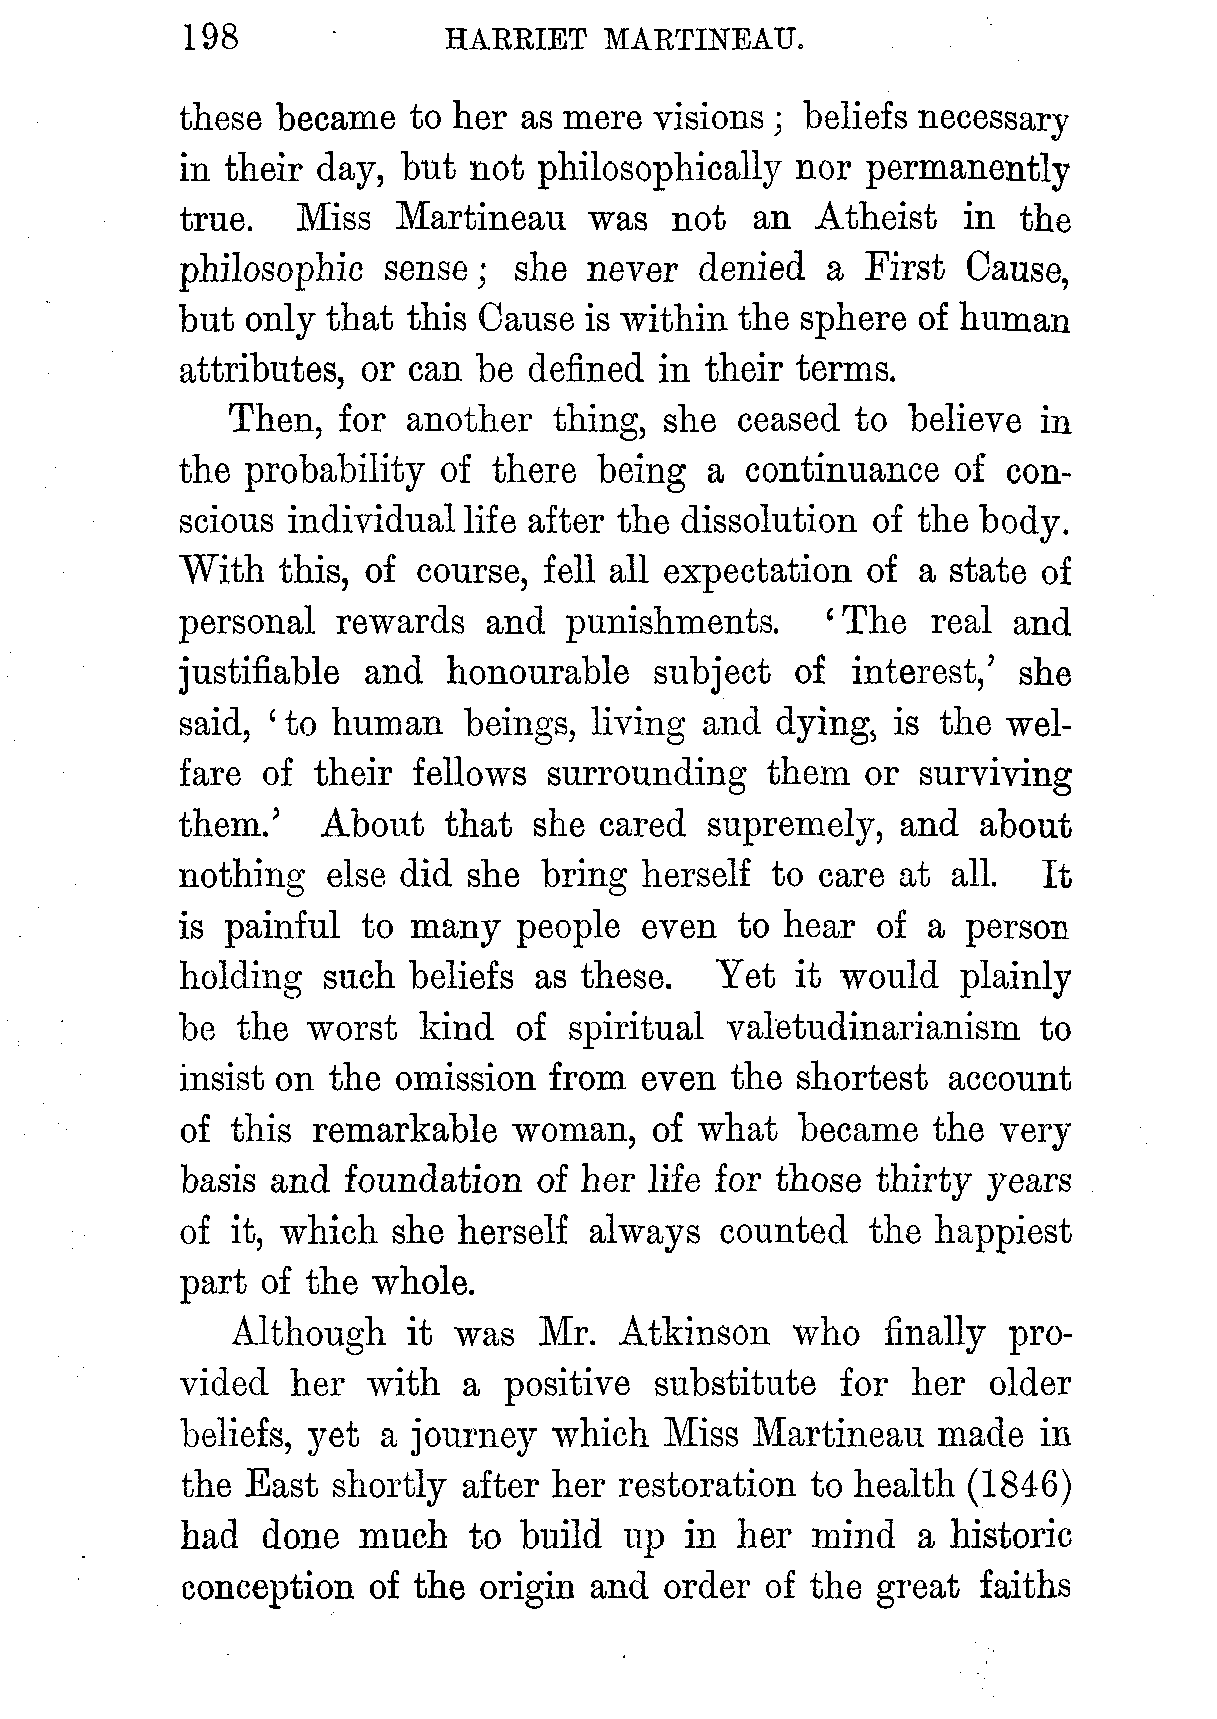 198 HARRIET MARTINEAU.
these became to her as mere visions ; beliefs necessary
in their day, but not philosophically nor permanently
true. Miss Martineau was not an Atheist in the
philosophic sense ; she never denied a First Cause,
but only that this Cause is within the sphere of human
attributes, or can be defined in their terms.
Then, for another thing, she ceased to believe in
the probability of there being a continuance of con-
scious individual life after the dissolution of the body.
With this, of course, fell all expectation of a state of
personal rewards and punishments. ‘ The real and
justifiable and honourable subject of interest,’ she
said, ‘ to human beings, living and dying, is the wel-
fare of their fellows surrounding them or surviving
them.’ About that she cared supremely, and about
nothing else did she bring herself to care at all. It
is painful to many people even to hear of a person
holding such beliefs as these. Yet it would plainly
be the worst kind of spiritual valetudinarianism to
insist on the omission from even the shortest account
of this remarkable woman, of what became the very
basis and foundation of her life for those thirty years
of it, which she herself always counted the happiest
part of the whole.
Although it was Mr. Atkinson who finally pro-
vided her with a positive substitute for her older
beliefs, yet a journey which Miss Martineau made in
the East shortly after her restoration to health (1846)
had done much to build up in her mind a historic
conception of the origin and order of the great faiths